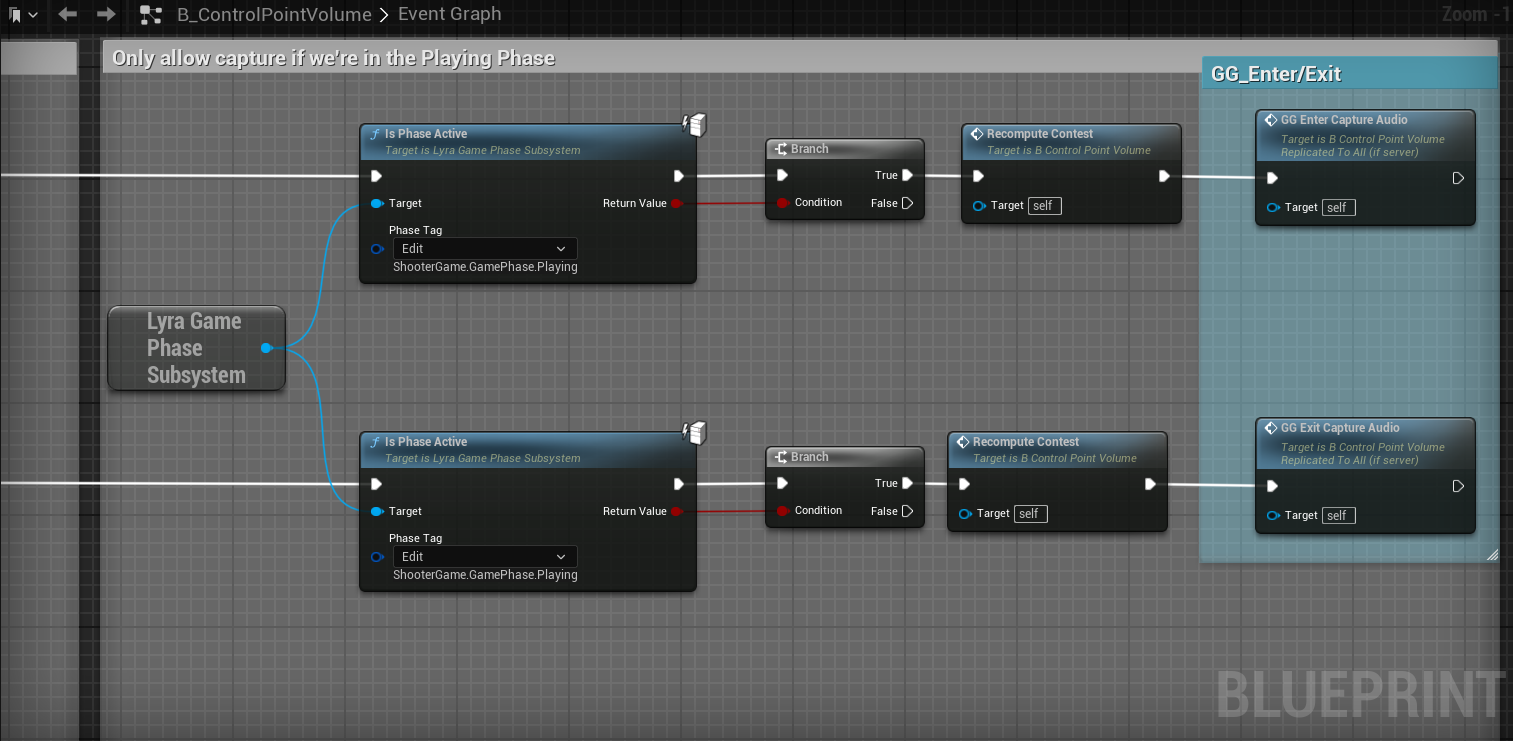 B_ControlPointVolume > Event Graph
Zoom -1
Only allow capture if we're in the Playing Phase
GG_Enter/Exit
Is Phase Active
Target is Lyra Game Phase Subsystem
Target
Return Value
Phase Tag
Edit
ShooterGame.GamePhase.Playing
Branch
True
Condition
False
Recompute Contest
Target is B Control Point Volume
Target self
GG Enter Capture Audio
Target is B Control Point Volume
Replicated To All (if server)
Target self
Lyra Game
Phase
Subsystem
Is Phase Active
Target is Lyra Game Phase Subsystem
Target
Return Value
Phase Tag
Edit
ShooterGame.GamePhase.Playing
Branch
True
Condition
False
Recompute Contest
Target is B Control Point Volume
Target self
GG Exit Capture Audio
Target is B Control Point Volume
Replicated To All (if server)
Target self
BLUEPRINT